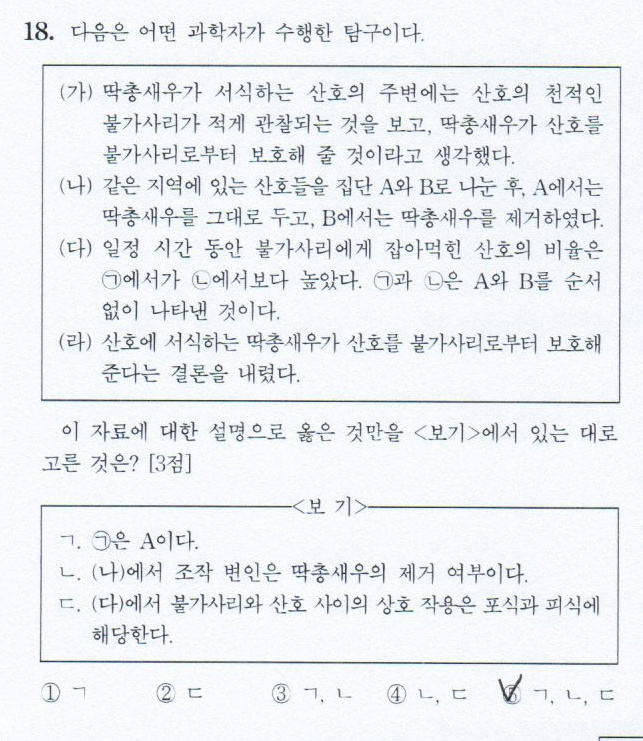 18. 다음은 어떤 과학자가 수행한 탐구이다.
(가) 딱총새우가 서식하는 산호의 주변에는 산호의 천적인
불가사리가 적게 관찰되는 것을 보고, 딱총새우가 산호를
불가사리로부터 보호해 줄 것이라고 생각했다.
(나) 같은 지역에 있는 산호들을 집단 A와 B로 나눈 후, A에서는
딱총새우를 그대로 두고, B에서는 딱총새우를 제거하였다.
(다) 일정 시간 동안 불가사리에게 잡아먹힌 산호의 비율은
㉠에서가 ㉡에서보다 높았다. ㉠과 ㉡은 A와 B를 순서
없이 나타낸 것이다.
(라) 산호에 서식하는 딱총새우가 산호를 불가사리로부터 보호해
준다는 결론을 내렸다.
이 자료에 대한 설명으로 옳은 것만을 <보기>에서 있는 대로
고른 것은? [3점]
<보 기>
ㄱ. ㉠은 A이다.
ㄴ. (나)에서 조작 변인은 딱총새우의 제거 여부이다.
ㄷ. (다)에서 불가사리와 산호 사이의 상호 작용은 포식과 피식에
해당한다.
① ㄱ ② ㄷ ③ ㄱ, ㄴ ④ ㄴ, ㄷ ⑤ ㄱ, ㄴ, ㄷ